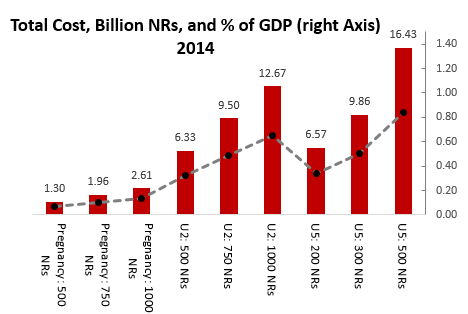 Total Cost, Billion NRs, and % of GDP (right Axis)
2014
16.43
12.67
9.86
9.50
6.57
6.33
2.61
1.96
1.30
1.40
1.20
1.00
0.80
0.60
0.40
0.20
0.00
Pregnancy: 500
NRs
Pregnancy: 750
NRs
Pregnancy: 1000
NRs
U2: 500 NRs
U2: 750 NRs
U2: 1000 NRs
U5: 200 NRs
U5: 300 NRs
U5: 500 NRs